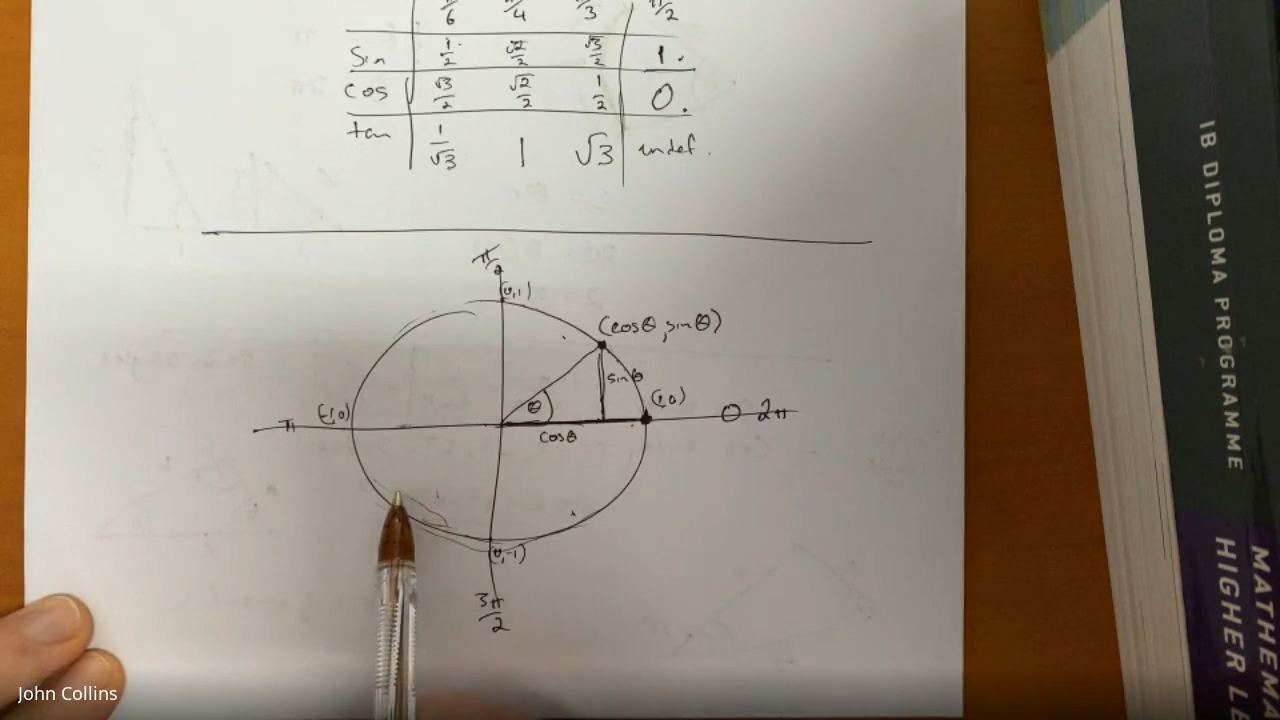 π/6 π/4 π/3 π/2
Sin 1/2 √2/2 √3/2 1.
cos √3/2 √2/2 1/2 0.
tan 1/√3 1 √3 undef.
π/2
(0,1)
(cosθ, sinθ)
sinθ
θ
(1,0)
0 2π
(-1,0)
π
cosθ
(0,-1)
3π/2
IB DIPLOMA PROGRAMME
MATHEMA
HIGHER LE
John Collins